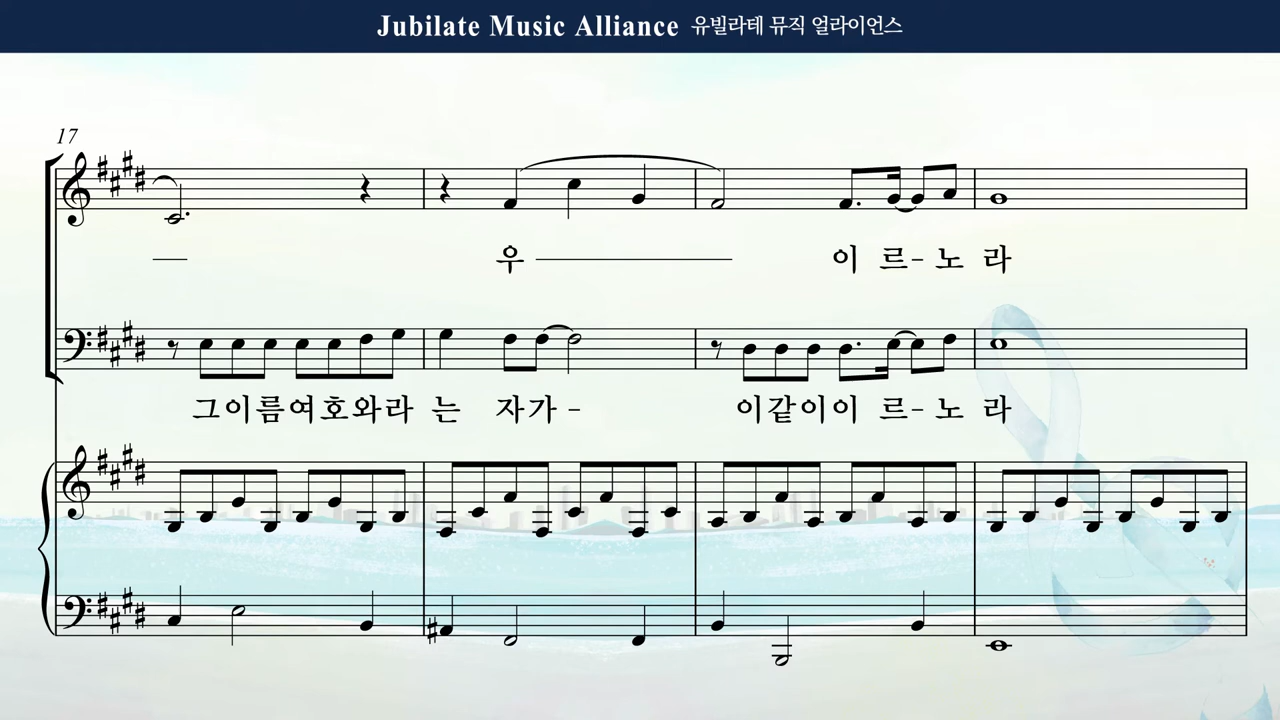 Jubilate Music Alliance 유빌라테 뮤직 얼라이언스
17
우 이 르- 노 라
그이름여호와라 는 자가- 이같이이 르- 노 라